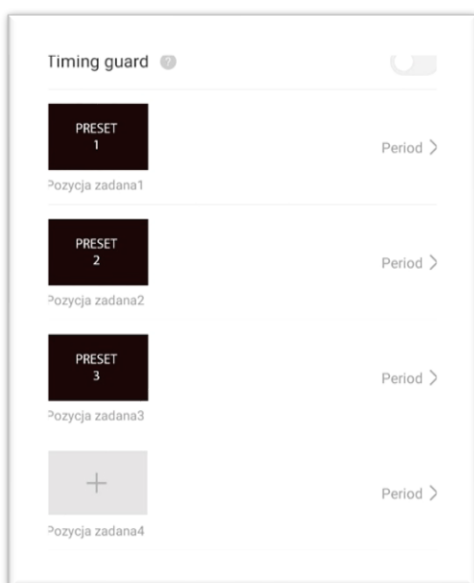 Timing guard ?
PRESET
1
Period >
Pozycja zadana1
PRESET
2
Period >
Pozycja zadana2
PRESET
3
Period >
Pozycja zadana3
+
Period >
Pozycja zadana4